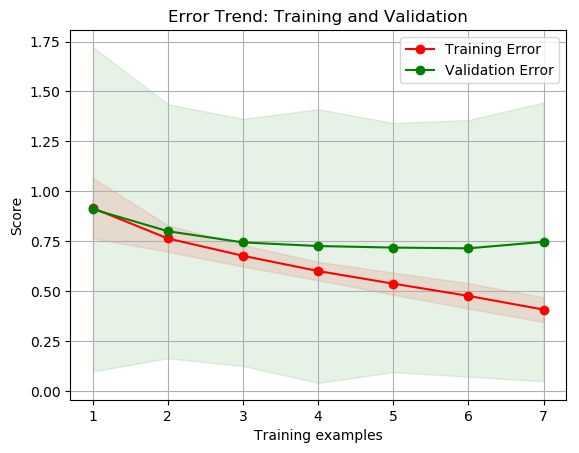 Error Trend: Training and Validation
Training Error
Validation Error
Score
1.75
1.50
1.25
1.00
0.75
0.50
0.25
0.00
1 2 3 4 5 6 7
Training examples